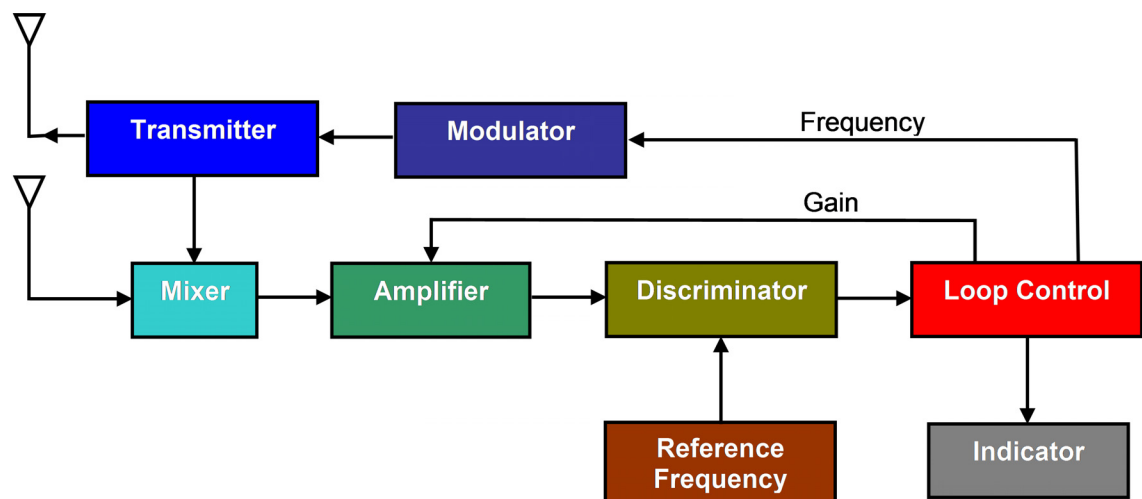 Transmitter
Modulator
Frequency
Gain
Mixer
Amplifier
Discriminator
Loop Control
Reference
Frequency
Indicator